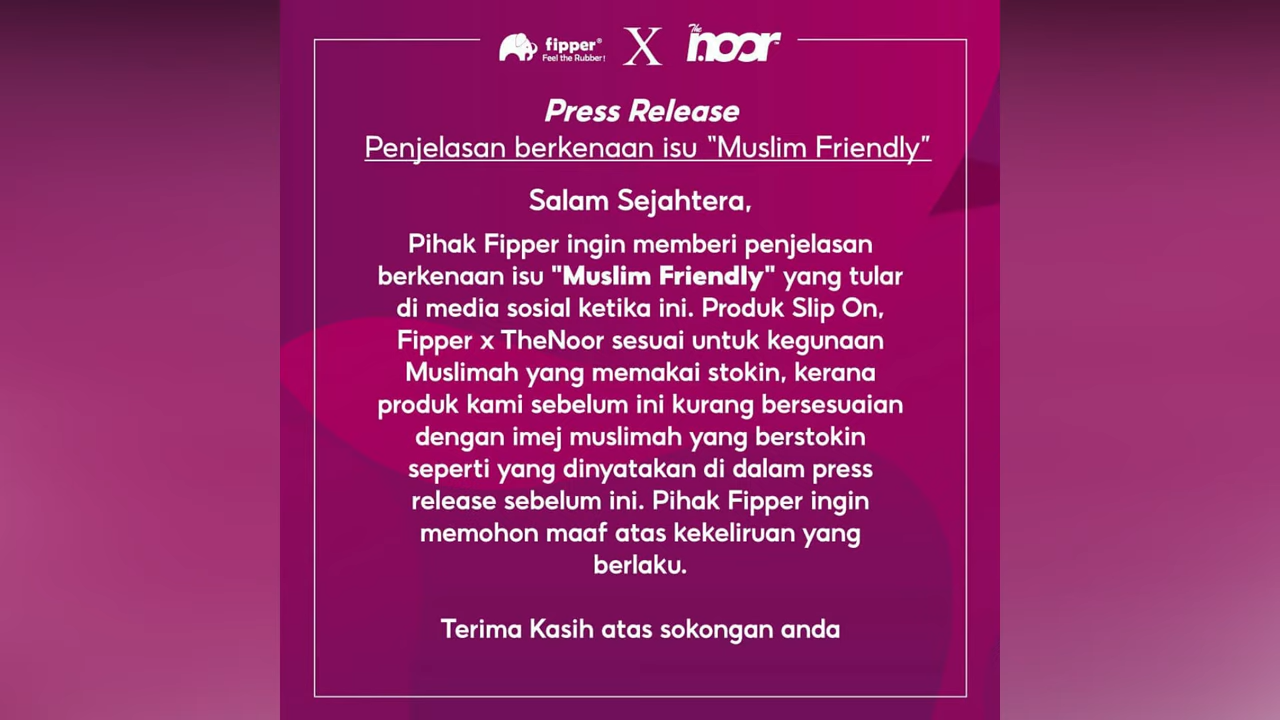 fipper®
Feel the Rubber!
X
The
noor™
Press Release
Penjelasan berkenaan isu "Muslim Friendly"
Salam Sejahtera,
Pihak Fipper ingin memberi penjelasan
berkenaan isu "Muslim Friendly" yang tular
di media sosial ketika ini. Produk Slip On,
Fipper x TheNoor sesuai untuk kegunaan
Muslimah yang memakai stokin, kerana
produk kami sebelum ini kurang bersesuaian
dengan imej muslimah yang berstokin
seperti yang dinyatakan di dalam press
release sebelum ini. Pihak Fipper ingin
memohon maaf atas kekeliruan yang
berlaku.
Terima Kasih atas sokongan anda